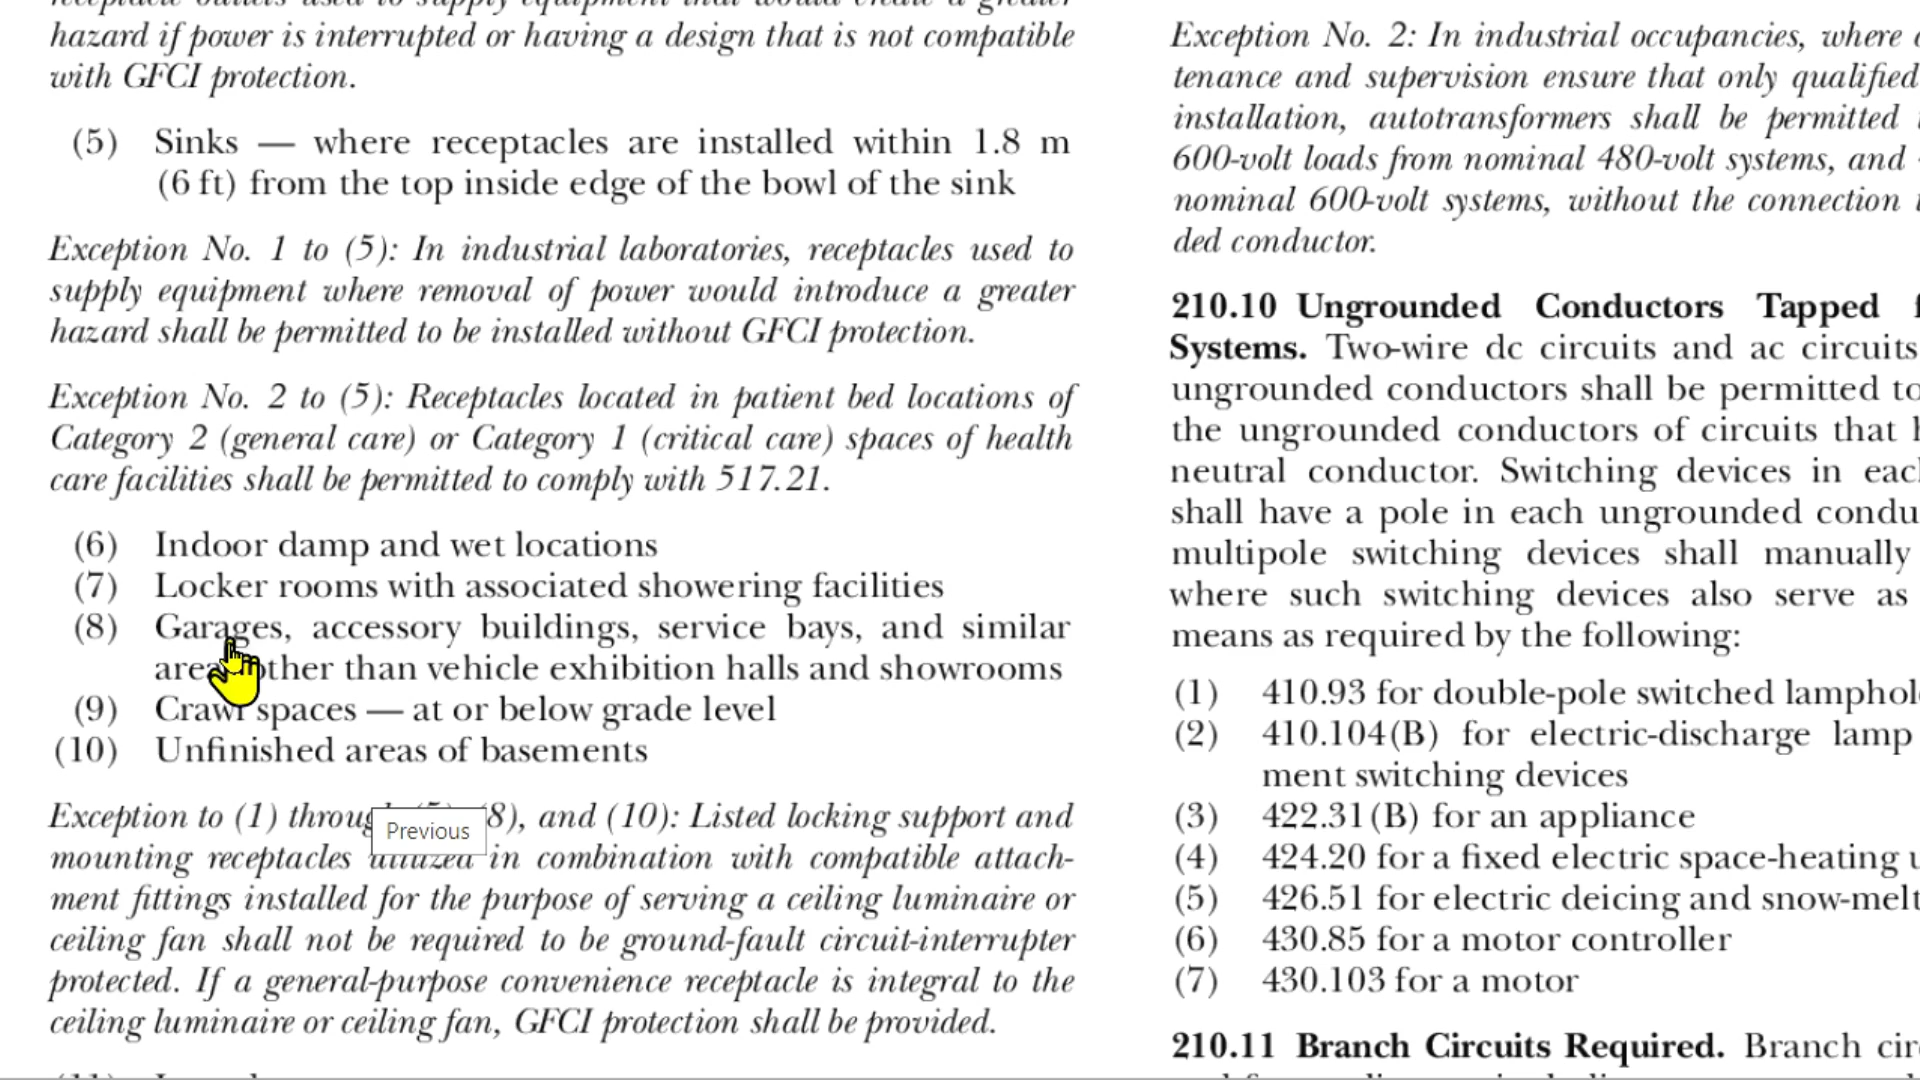 hazard if power is interrupted or having a design that is not compatible
with GFCI protection.
(5) Sinks — where receptacles are installed within 1.8 m
(6 ft) from the top inside edge of the bowl of the sink
Exception No. 1 to (5): In industrial laboratories, receptacles used to
supply equipment where removal of power would introduce a greater
hazard shall be permitted to be installed without GFCI protection.
Exception No. 2 to (5): Receptacles located in patient bed locations of
Category 2 (general care) or Category 1 (critical care) spaces of health
care facilities shall be permitted to comply with 517.21.
(6) Indoor damp and wet locations
(7) Locker rooms with associated showering facilities
(8) Garages, accessory buildings, service bays, and similar
areas other than vehicle exhibition halls and showrooms
(9) Crawl spaces — at or below grade level
(10) Unfinished areas of basements
Exception to (1) through 8), and (10): Listed locking support and
mounting receptacles utilized in combination with compatible attach-
ment fittings installed for the purpose of serving a ceiling luminaire or
ceiling fan shall not be required to be ground-fault circuit-interrupter
protected. If a general-purpose convenience receptacle is integral to the
ceiling luminaire or ceiling fan, GFCI protection shall be provided.
Previous
Exception No. 2: In industrial occupancies, where
tenance and supervision ensure that only qualified
installation, autotransformers shall be permitted
600-volt loads from nominal 480-volt systems, and
nominal 600-volt systems, without the connection
ded conductor.
210.10 Ungrounded Conductors Tapped
Systems. Two-wire dc circuits and ac circuits
ungrounded conductors shall be permitted to
the ungrounded conductors of circuits that
neutral conductor. Switching devices in each
shall have a pole in each ungrounded condu
multipole switching devices shall manually
where such switching devices also serve as
means as required by the following:
(1) 410.93 for double-pole switched lamphol
(2) 410.104(B) for electric-discharge lamp
ment switching devices
(3) 422.31(B) for an appliance
(4) 424.20 for a fixed electric space-heating
(5) 426.51 for electric deicing and snow-melt
(6) 430.85 for a motor controller
(7) 430.103 for a motor
210.11 Branch Circuits Required. Branch cir